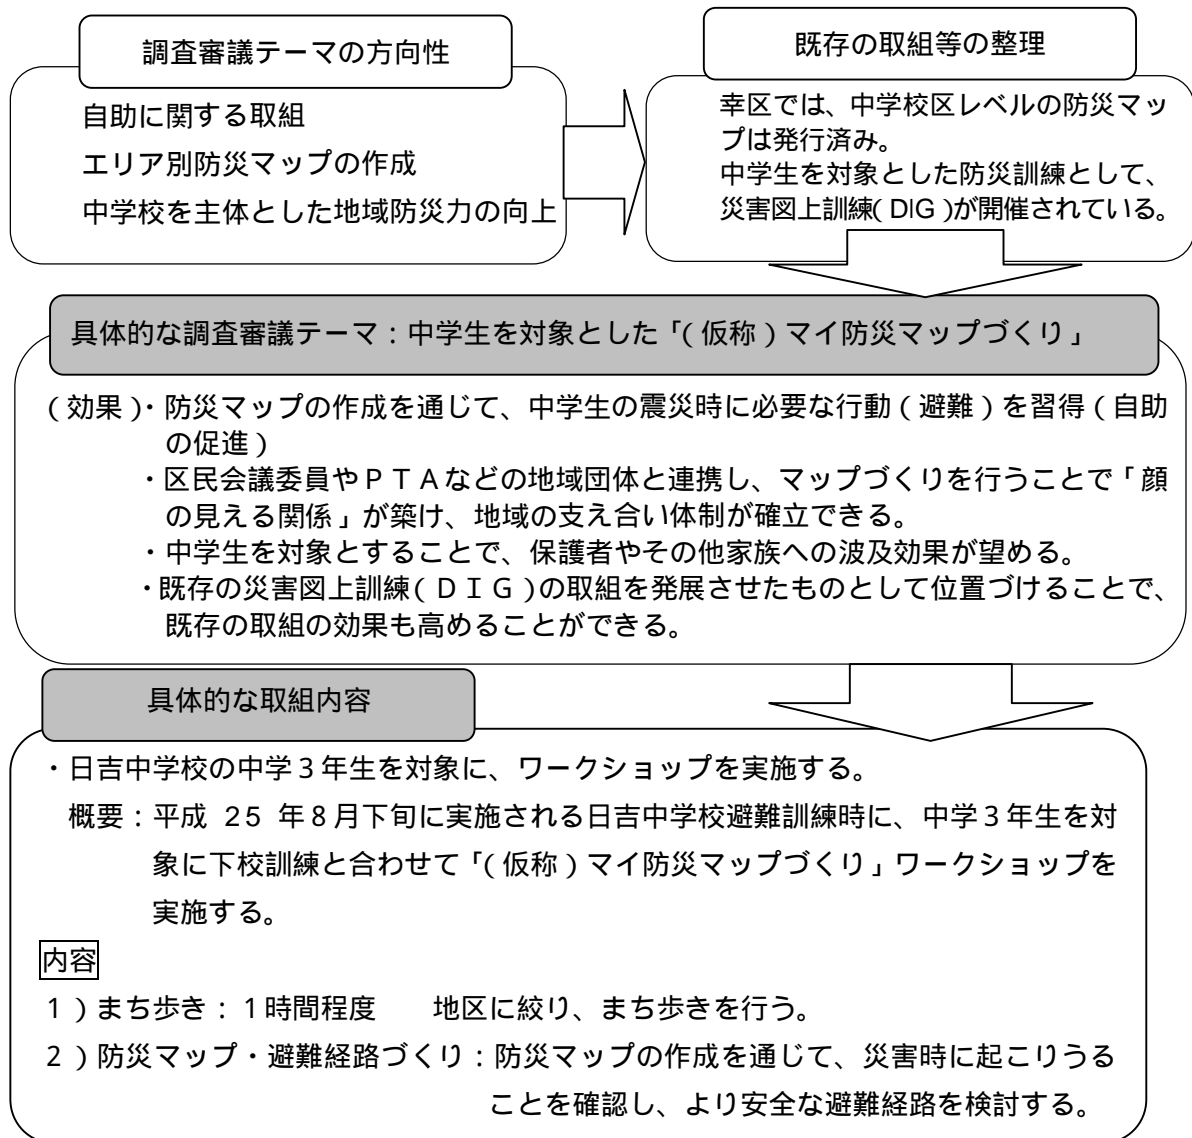 調査審議テーマの方向性
自助に関する取組
エリア別防災マップの作成
中学校を主体とした地域防災力の向上
既存の取組等の整理
幸区では、中学校区レベルの防災マッ
プは発行済み。
中学生を対象とした防災訓練として、
災害図上訓練(DIG)が開催されている。
具体的な調査審議テーマ:中学生を対象とした「(仮称)マイ防災マップづくり」
(効果)・防災マップの作成を通じて、中学生の震災時に必要な行動(避難)を習得(自助
の促進)
・区民会議委員やPTAなどの地域団体と連携し、マップづくりを行うことで「顔
の見える関係」が築け、地域の支え合い体制が確立できる。
・中学生を対象とすることで、保護者やその他家族への波及効果が望める。
・既存の災害図上訓練(DIG)の取組を発展させたものとして位置づけることで、
既存の取組の効果も高めることができる。
具体的な取組内容
・日吉中学校の中学3年生を対象に、ワークショップを実施する。
概要:平成 25 年8月下旬に実施される日吉中学校避難訓練時に、中学3年生を対
象に下校訓練と合わせて「(仮称)マイ防災マップづくり」ワークショップを
実施する。
内容
1)まち歩き:1時間程度　地区に絞り、まち歩きを行う。
2)防災マップ・避難経路づくり:防災マップの作成を通じて、災害時に起こりうる
ことを確認し、より安全な避難経路を検討する。